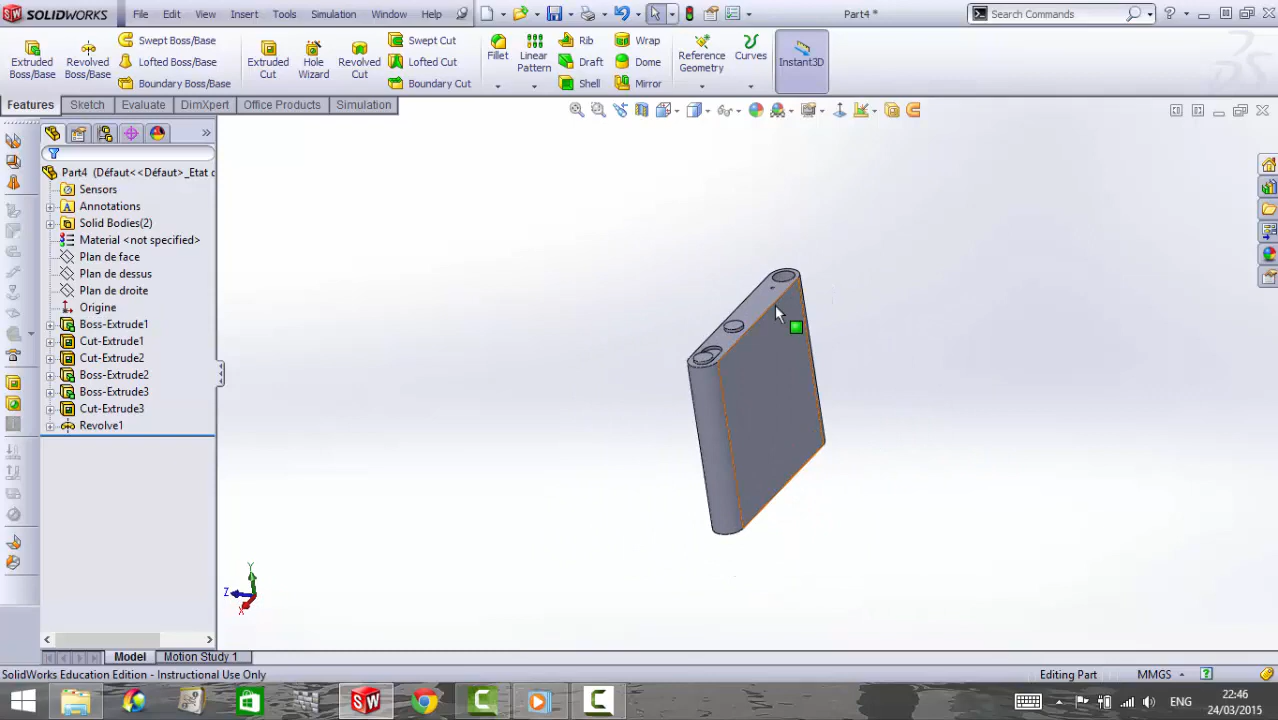 SOLIDWORKS File Edit View Insert Tools Simulation Window Help Part4 * Search Commands
Extruded Boss/Base
Revolved Boss/Base
Swept Boss/Base
Lofted Boss/Base
Boundary Boss/Base
Extruded Cut
Hole Wizard
Revolved Cut
Swept Cut
Lofted Cut
Boundary Cut
Fillet
Linear Pattern
Rib
Draft
Shell
Wrap
Dome
Mirror
Reference Geometry
Curves
Instant3D
Features Sketch Evaluate DimXpert Office Products Simulation
Part4 (Défaut<<Défaut>_Etat
Sensors
Annotations
Solid Bodies(2)
Material <not specified>
Plan de face
Plan de dessus
Plan de droite
Origine
Boss-Extrude1
Cut-Extrude1
Cut-Extrude2
Boss-Extrude2
Boss-Extrude3
Cut-Extrude3
Revolve1
Y
Z
X
Model Motion Study 1
SolidWorks Education Edition - Instructional Use Only Editing Part MMGS
ENG
22:46
24/03/2015